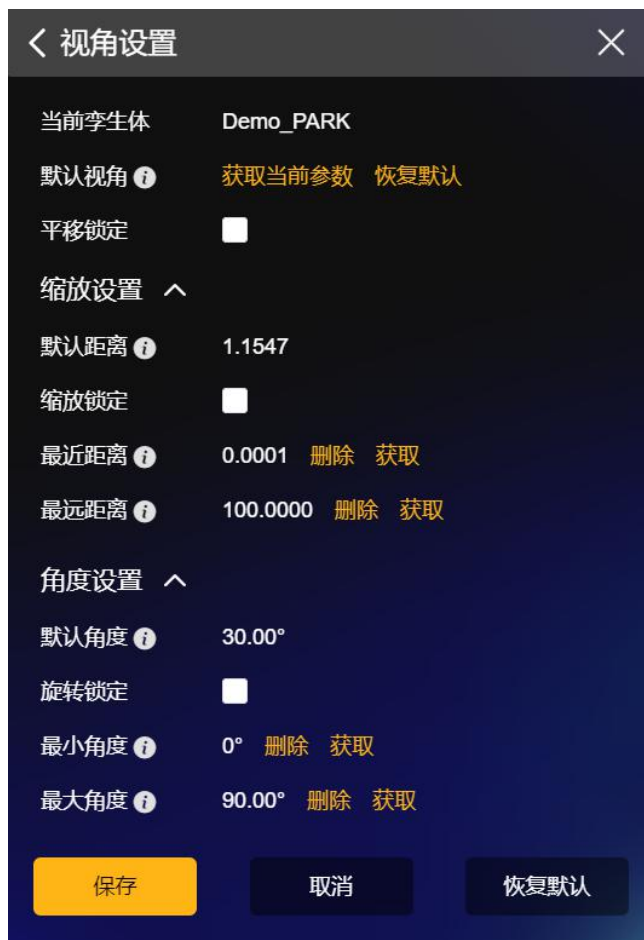 视角设置
当前孪生体 Demo_PARK
默认视角 获取当前参数 恢复默认
平移锁定
缩放设置
默认距离 1.1547
缩放锁定
最近距离 0.0001 删除 获取
最远距离 100.0000 删除 获取
角度设置
默认角度 30.00°
旋转锁定
最小角度 0° 删除 获取
最大角度 90.00° 删除 获取
保存 取消 恢复默认